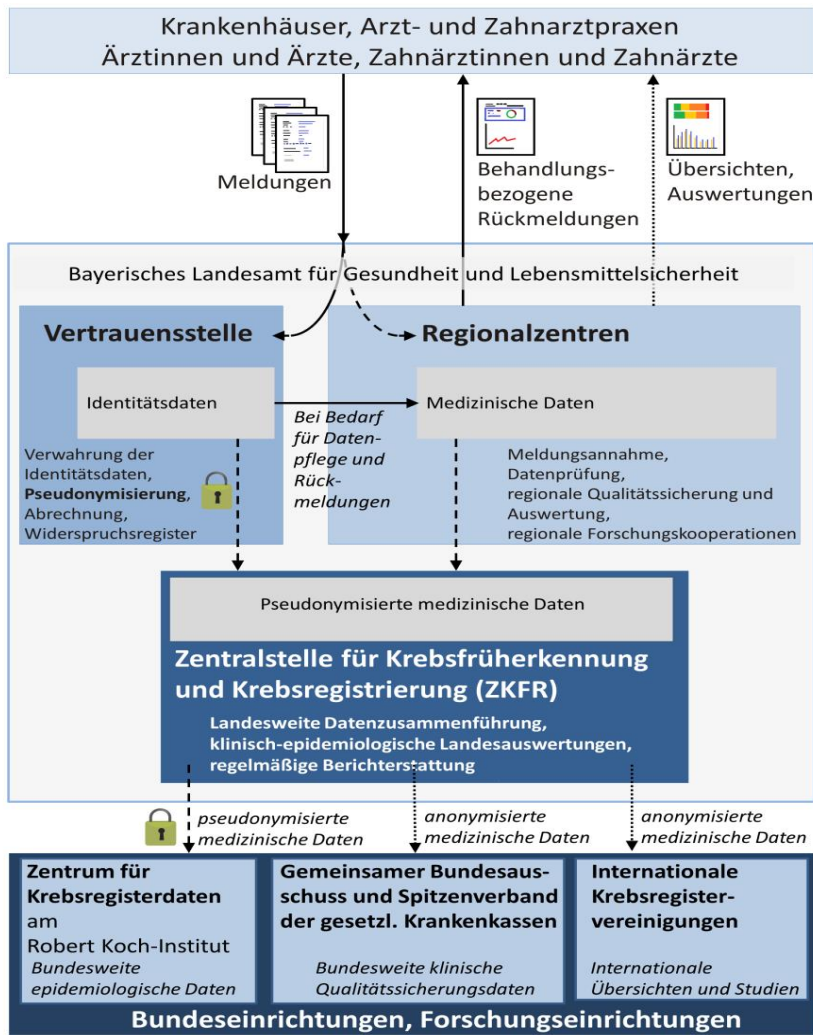 Krankenhäuser, Arzt- und Zahnarztpraxen
Ärztinnen und Ärzte, Zahnärztinnen und Zahnärzte
Meldungen
Behandlungs-
bezogene
Rückmeldungen
Übersichten,
Auswertungen
Bayerisches Landesamt für Gesundheit und Lebensmittelsicherheit
Vertrauensstelle
Identitätsdaten
Verwahrung der
Identitätsdaten,
Pseudonymisierung,
Abrechnung,
Widerspruchsregister
Bei Bedarf
für Daten-
pflege und
Rück-
meldungen
Regionalzentren
Medizinische Daten
Meldungsannahme,
Datenprüfung,
regionale Qualitätssicherung und
Auswertung,
regionale Forschungskooperationen
Pseudonymisierte medizinische Daten
Zentralstelle für Krebsfrüherkennung
und Krebsregistrierung (ZKFR)
Landesweite Datenzusammenführung,
klinisch-epidemiologische Landesauswertungen,
regelmäßige Berichterstattung
pseudonymisierte
medizinische Daten
anonymisierte
medizinische Daten
anonymisierte
medizinische Daten
Zentrum für
Krebsregisterdaten
am
Robert Koch-Institut
Bundesweite
epidemiologische Daten
Gemeinsamer Bundesaus-
schuss und Spitzenverband
der gesetzl. Krankenkassen
Bundesweite klinische
Qualitätssicherungsdaten
Internationale
Krebsregister-
vereinigungen
Internationale
Übersichten und Studien
Bundeseinrichtungen, Forschungseinrichtungen